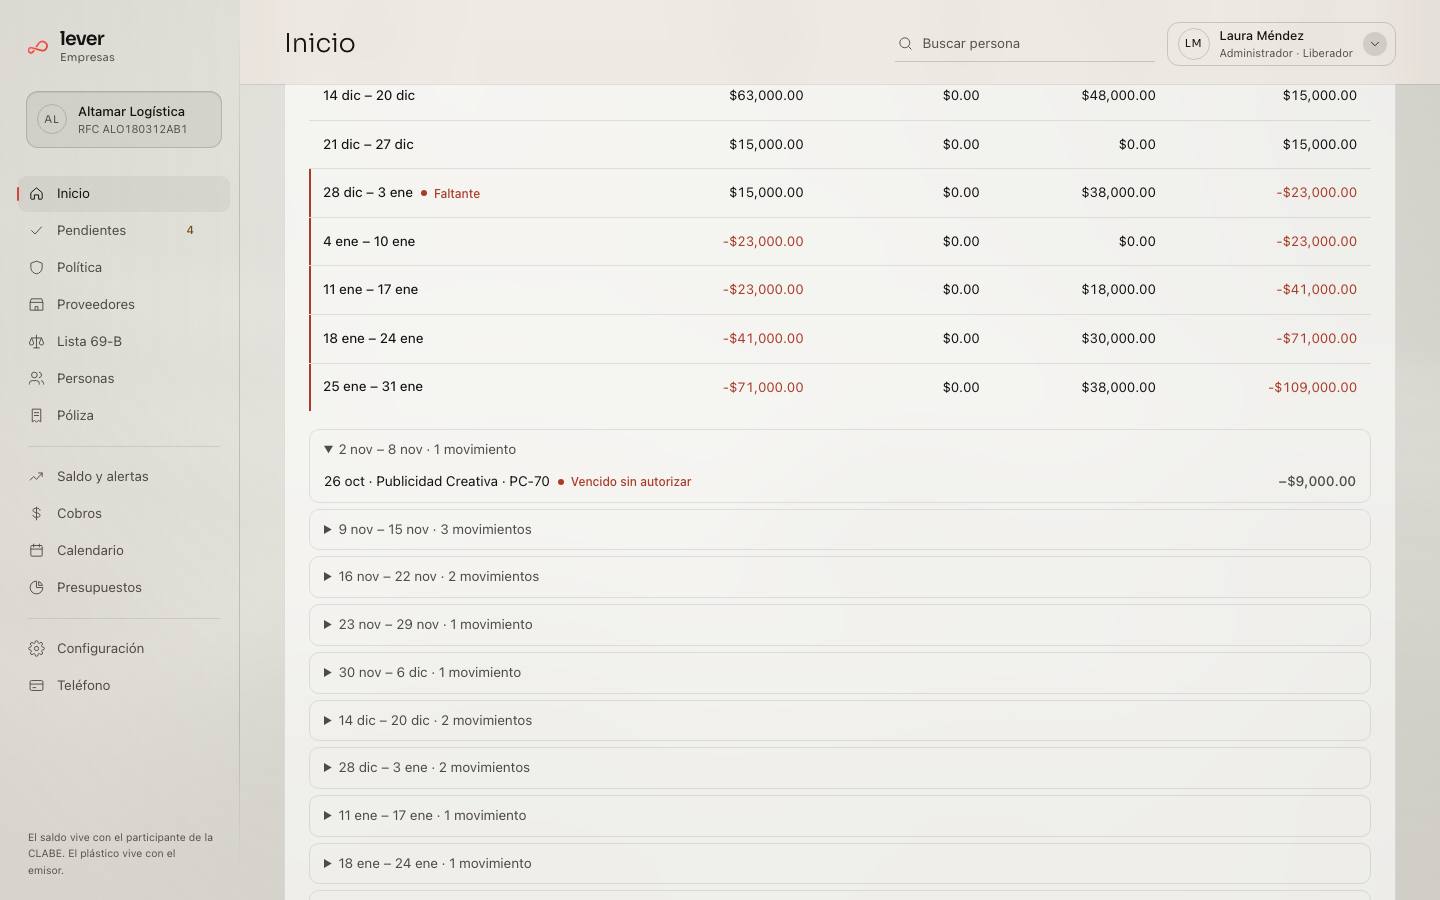 lever
Empresas
AL
Altamar Logística
RFC ALO180312AB1
Inicio
Pendientes 4
Política
Proveedores
Lista 69-B
Personas
Póliza
Saldo y alertas
Cobros
Calendario
Presupuestos
Configuración
Teléfono
El saldo vive con el participante de la
CLABE. El plástico vive con el
emisor.
Inicio
Buscar persona
LM
Laura Méndez
Administrador · Liberador
14 dic – 20 dic $63,000.00 $0.00 $48,000.00 $15,000.00
21 dic – 27 dic $15,000.00 $0.00 $0.00 $15,000.00
28 dic – 3 ene Faltante $15,000.00 $0.00 $38,000.00 -$23,000.00
4 ene – 10 ene -$23,000.00 $0.00 $0.00 -$23,000.00
11 ene – 17 ene -$23,000.00 $0.00 $18,000.00 -$41,000.00
18 ene – 24 ene -$41,000.00 $0.00 $30,000.00 -$71,000.00
25 ene – 31 ene -$71,000.00 $0.00 $38,000.00 -$109,000.00
2 nov – 8 nov · 1 movimiento
26 oct · Publicidad Creativa · PC-70 Vencido sin autorizar −$9,000.00
9 nov – 15 nov · 3 movimientos
16 nov – 22 nov · 2 movimientos
23 nov – 29 nov · 1 movimiento
30 nov – 6 dic · 1 movimiento
14 dic – 20 dic · 2 movimientos
28 dic – 3 ene · 2 movimientos
11 ene – 17 ene · 1 movimiento
18 ene – 24 ene · 1 movimiento